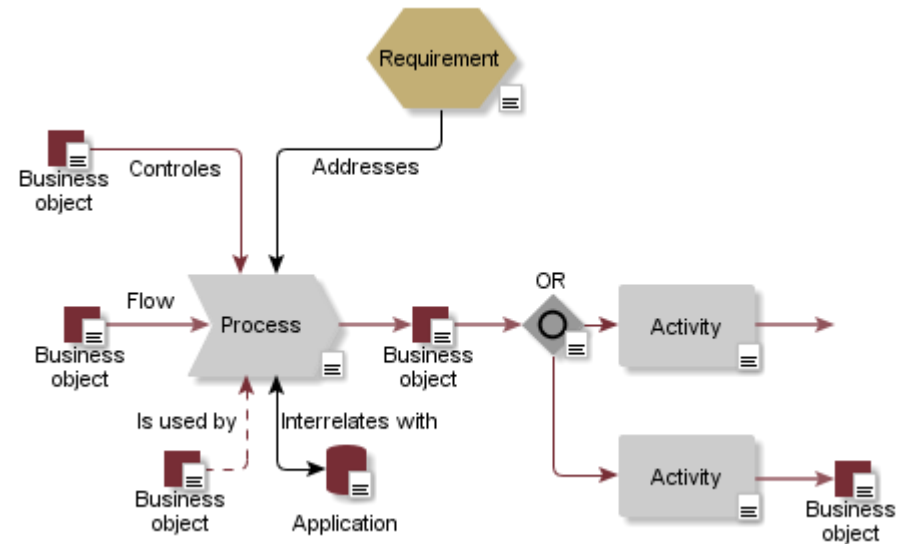 Requirement
Controles
Addresses
Business
object
OR
Flow
Process
Activity
Business
object
Business
object
Is used by
Interrelates with
Activity
Business
object
Application
Business
object